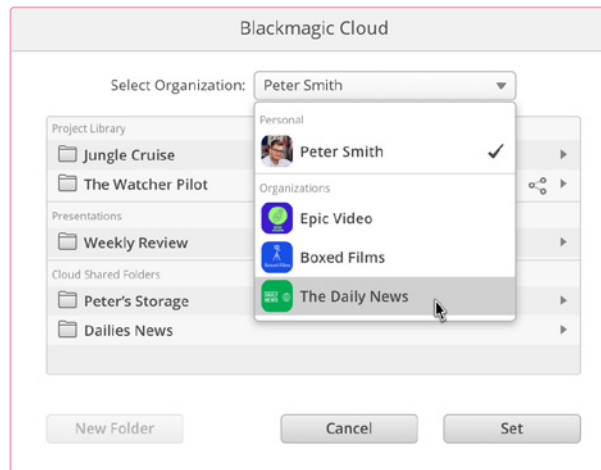 Blackmagic Cloud
Select Organization: Peter Smith
Personal
Peter Smith
Organizations
Epic Video
Boxed Films
The Daily News
Project Library
Jungle Cruise
The Watcher Pilot
Presentations
Weekly Review
Cloud Shared Folders
Peter's Storage
Dailies News
New Folder
Cancel
Set